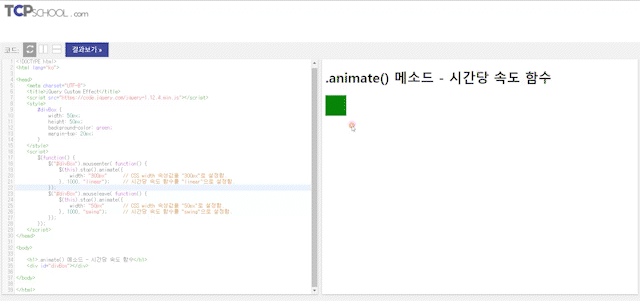 TCPSCHOOL.com
코드:
결과보기 »
1 <!DOCTYPE html>
<html lang="ko">
<head>
<meta charset="UTF-8">
<title>jQuery Custom Effect</title>
<script src="https://code.jquery.com/jquery-1.12.4.min.js"></script>
<style>
#divBox {
width: 50px;
height: 50px;
background-color: green;
margin-top: 20px;
}
</style>
<script>
$(function() {
$("#divBox").mouseenter( function() {
$(this).stop().animate({
width: "300px" // CSS width 속성값을 "300px"로 설정함.
}, 1000, "linear"); // 시간당 속도 함수를 "linear"으로 설정함.
});
$("#divBox").mouseleave( function() {
$(this).stop().animate({
width: "50px" // CSS width 속성값을 "50px"로 설정함.
}, 1000, "swing"); // 시간당 속도 함수를 "swing"으로 설정함.
});
});
</script>
</head>
<body>
<h1>.animate() 메소드 - 시간당 속도 함수</h1>
<div id="divBox"></div>
</body>
</html>
.animate() 메소드 - 시간당 속도 함수